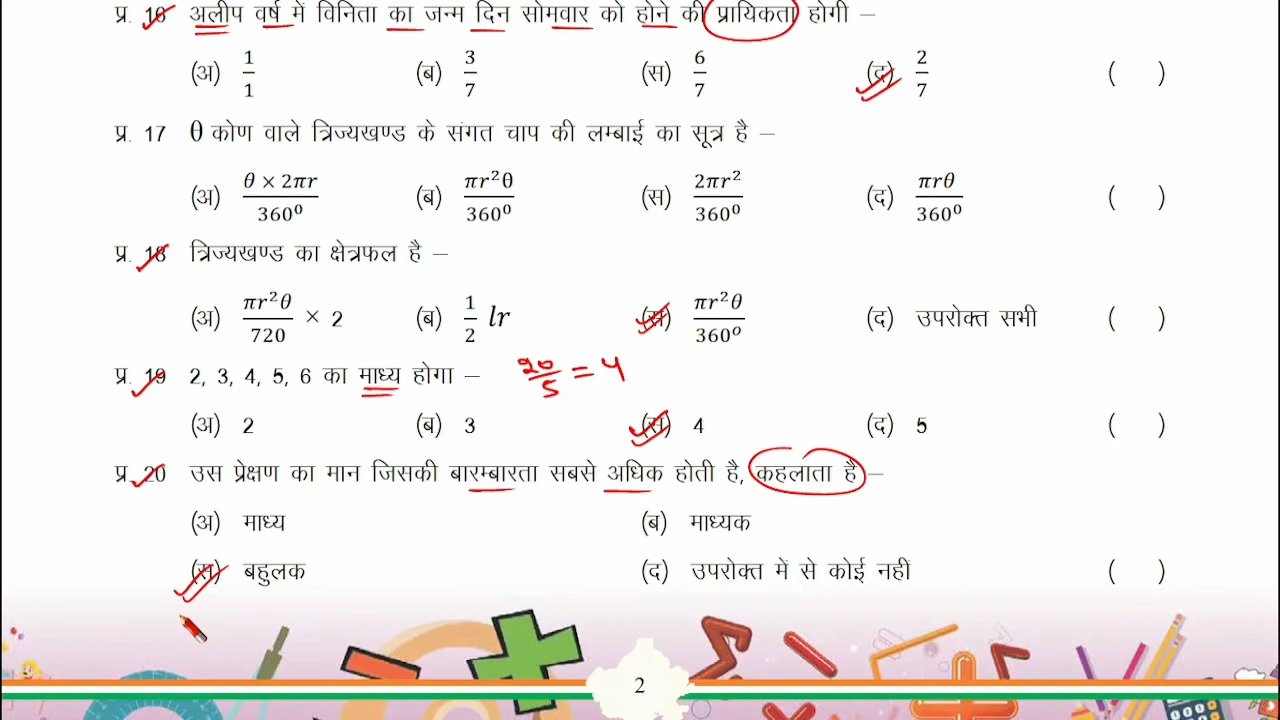 प्र. 16 अलीप वर्ष में विनिता का जन्म दिन सोमवार को होने की प्रायिकता होगी –
(अ) 1/1 (ब) 3/7 (स) 6/7 (द) 2/7 ( )
प्र. 17 θ कोण वाले त्रिज्यखण्ड के संगत चाप की लम्बाई का सूत्र है –
(अ) θ × 2πr/360⁰ (ब) πr²θ/360⁰ (स) 2πr²/360⁰ (द) πrθ/360⁰ ( )
प्र. 18 त्रिज्यखण्ड का क्षेत्रफल है –
(अ) πr²θ/720 × 2 (ब) 1/2 lr (स) πr²θ/360⁰ (द) उपरोक्त सभी ( )
प्र. 19 2, 3, 4, 5, 6 का माध्य होगा – 20/5 = 4
(अ) 2 (ब) 3 (स) 4 (द) 5 ( )
प्र. 20 उस प्रेक्षण का मान जिसकी बारम्बारता सबसे अधिक होती है, कहलाता है –
(अ) माध्य (ब) माध्यक
(स) बहुलक (द) उपरोक्त में से कोई नहीं ( )
2